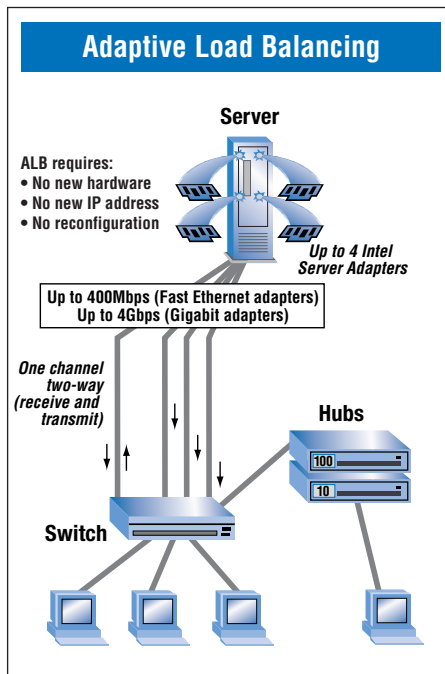 Adaptive Load Balancing
Server
ALB requires:
• No new hardware
• No new IP address
• No reconfiguration
Up to 4 Intel
Server Adapters
Up to 400Mbps (Fast Ethernet adapters)
Up to 4Gbps (Gigabit adapters)
One channel
two-way
(receive and
transmit)
Hubs
100
10
Switch